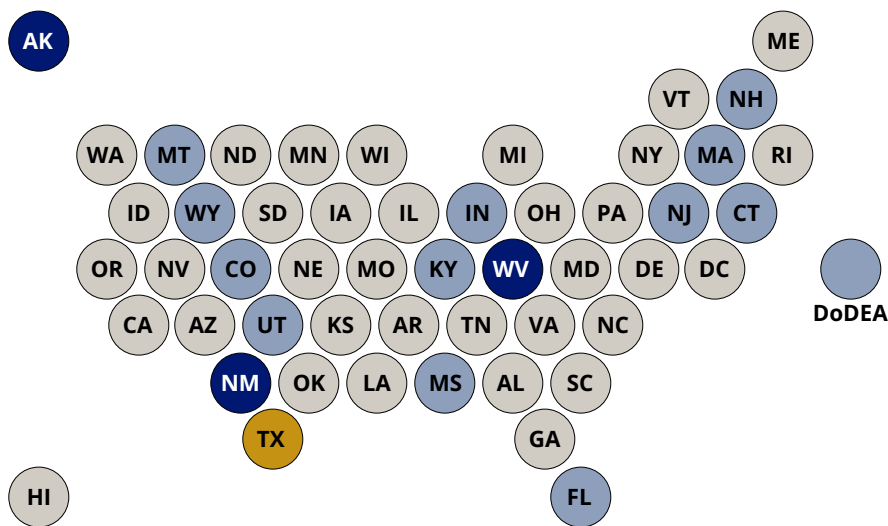 AK ME
VT NH
WA MT ND MN WI MI NY MA RI
ID WY SD IA IL IN OH PA NJ CT
OR NV CO NE MO KY WV MD DE DC
DoDEA
CA AZ UT KS AR TN VA NC
NM OK LA MS AL SC
TX GA
HI FL